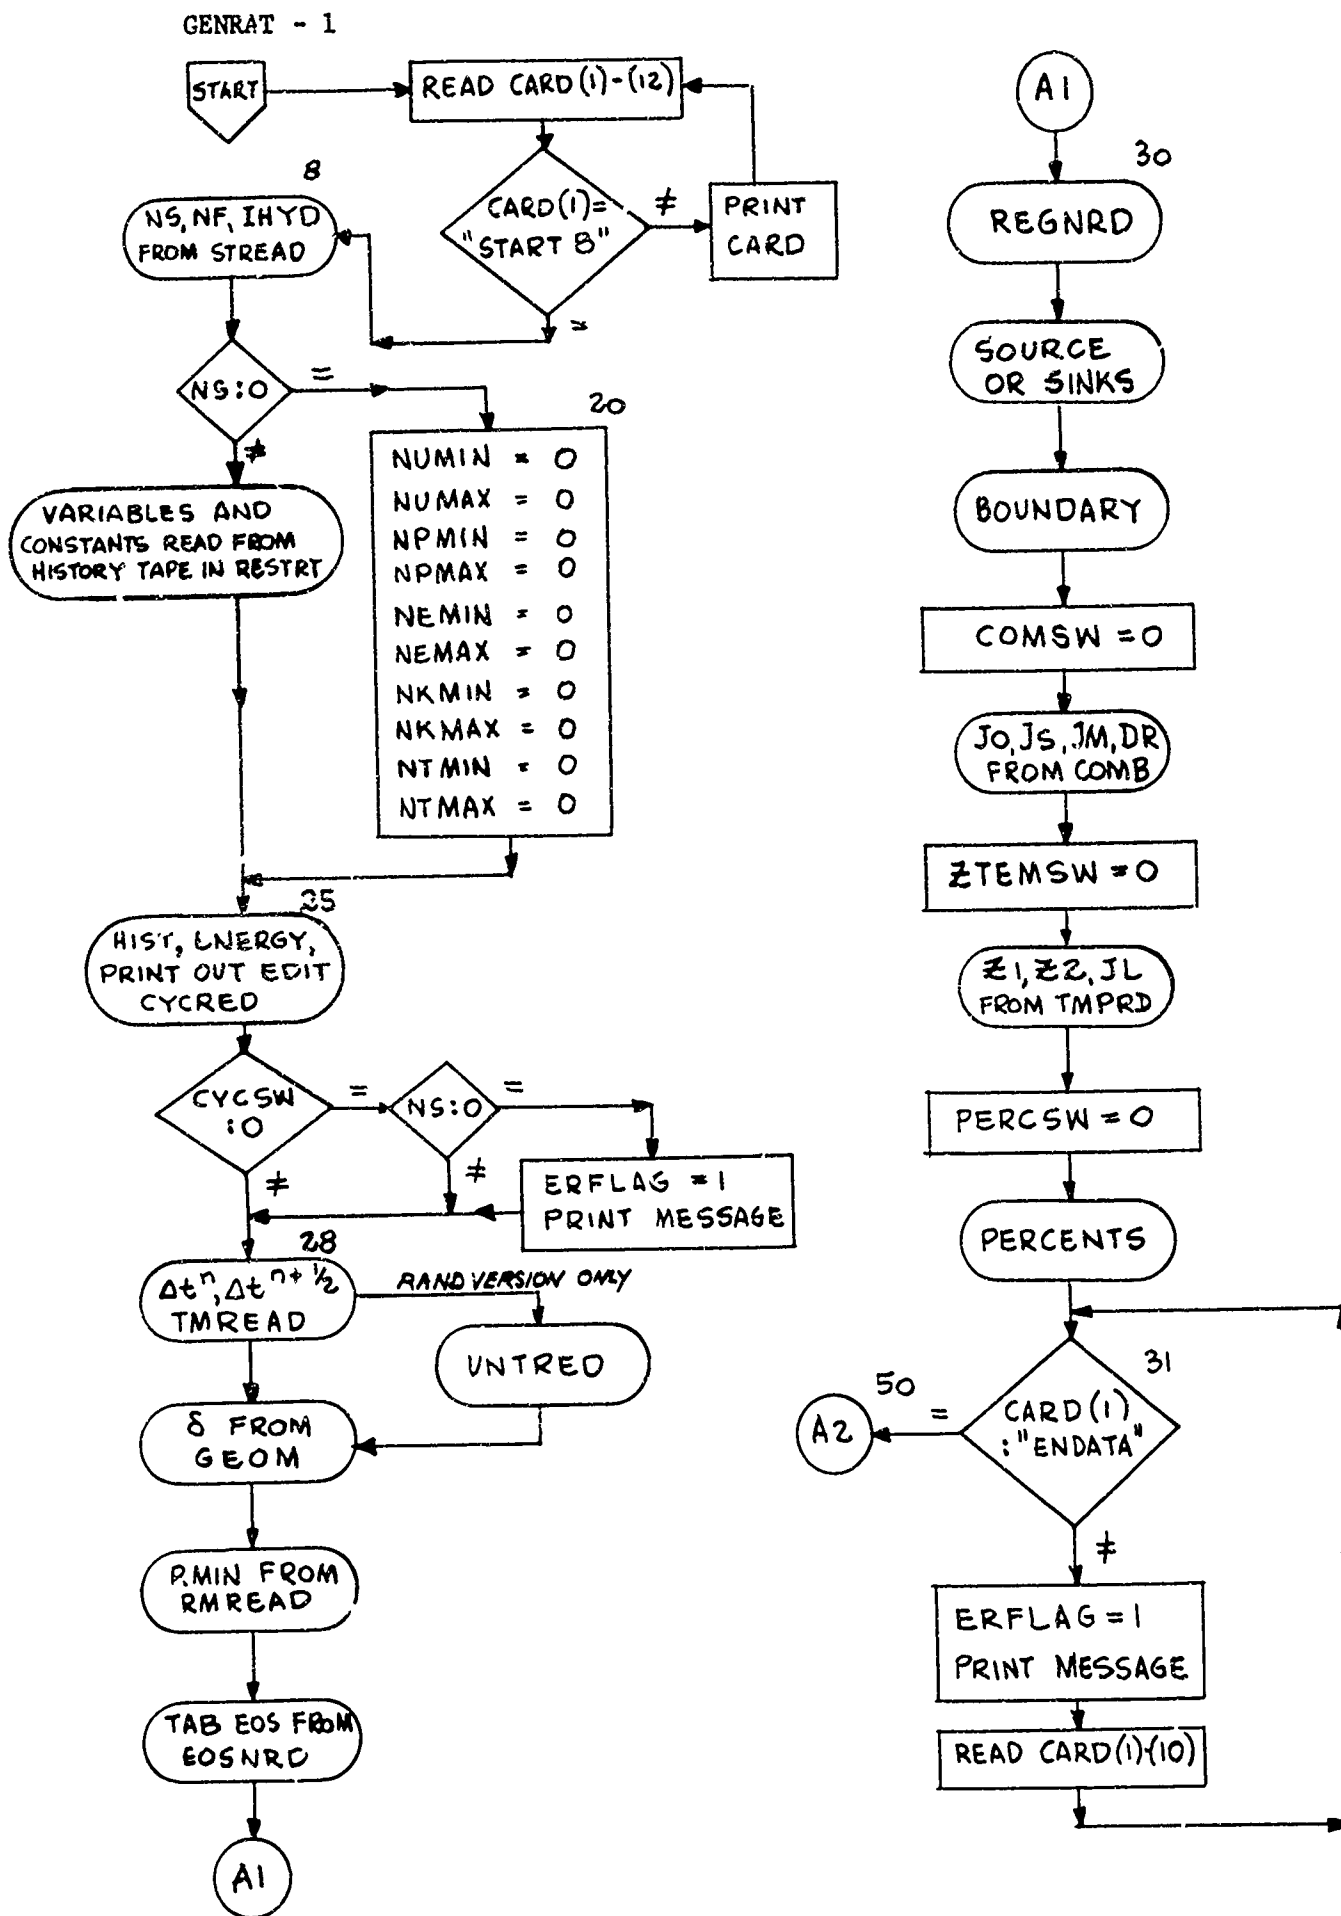 GENRAT - 1
START
READ CARD(1)-(12)
CARD(1)=
"START 8"
≠
PRINT
CARD
=
8
NS, NF, IHYD
FROM STREAD
NS:0
=
≠
20
NUMIN = 0
NUMAX = 0
NPMIN = 0
NPMAX = 0
NEMIN = 0
NEMAX = 0
NKMIN = 0
NKMAX = 0
NTMIN = 0
NTMAX = 0
VARIABLES AND
CONSTANTS READ FROM
HISTORY TAPE IN RESTRT
25
HIST, ENERGY,
PRINT OUT EDIT
CYCRED
CYCSW
:0
=
NS:0
=
≠
≠
ERFLAG = 1
PRINT MESSAGE
28
Δtⁿ, Δtⁿ⁺¹/²
TMREAD
RAND VERSION ONLY
UNTRED
δ FROM
GEOM
P.MIN FROM
RMREAD
TAB EOS FROM
EOSNRD
A1
A1
30
REGNRD
SOURCE
OR SINKS
BOUNDARY
COMSW = 0
JO, JS, JM, DR
FROM COMB
ZTEMSW = 0
Z1, Z2, JL
FROM TMPRD
PERCSW = 0
PERCENTS
31
CARD(1)
:"ENDATA"
=
50
A2
≠
ERFLAG = 1
PRINT MESSAGE
READ CARD(1)-(10)